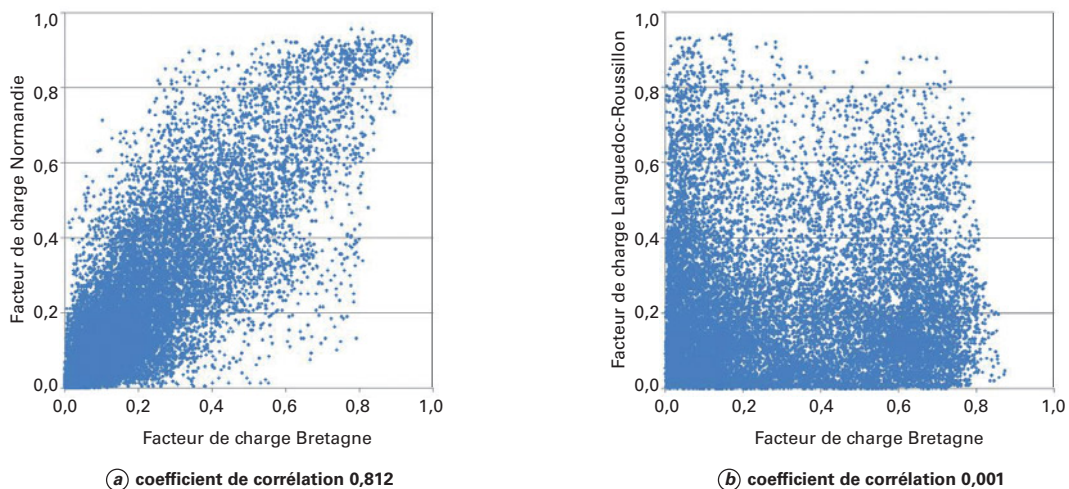 Facteur de charge Normandie
1,0
0,8
0,6
0,4
0,2
0,0
0,0 0,2 0,4 0,6 0,8 1,0
Facteur de charge Bretagne
a coefficient de corrélation 0,812
Facteur de charge Languedoc-Roussillon
1,0
0,8
0,6
0,4
0,2
0,0
0,0 0,2 0,4 0,6 0,8 1,0
Facteur de charge Bretagne
b coefficient de corrélation 0,001